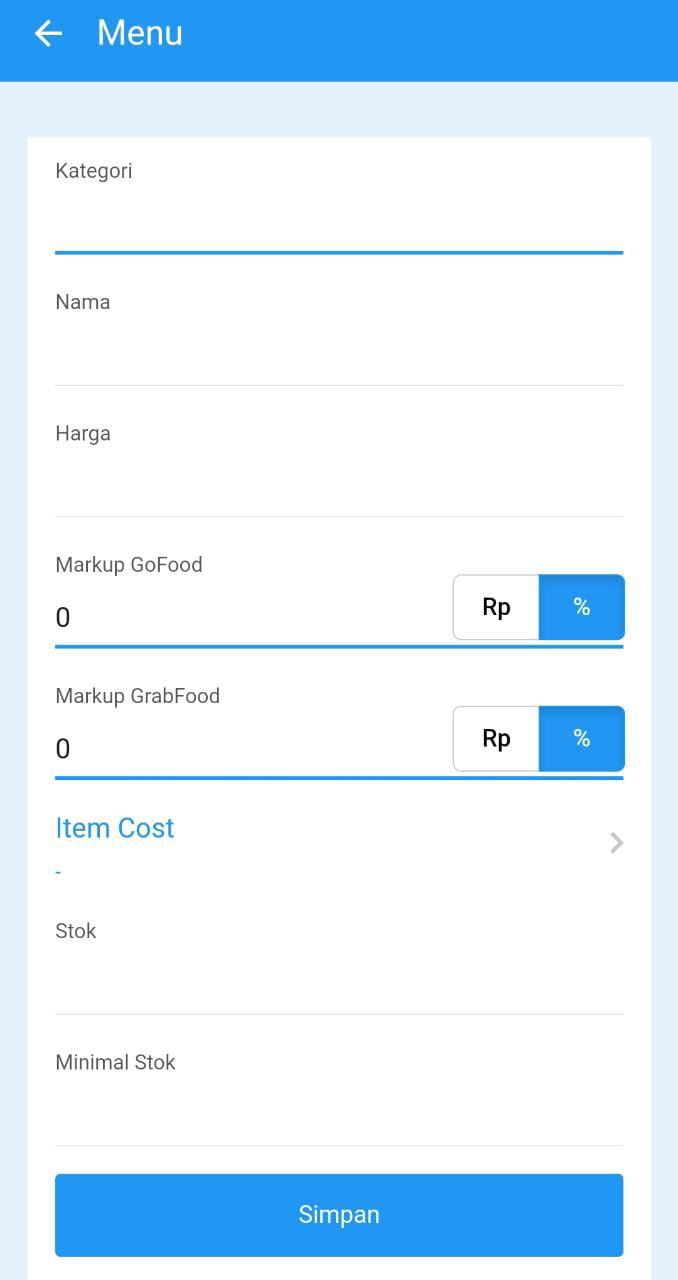 Menu
Kategori
Nama
Harga
Markup GoFood
0
Rp
%
Markup GrabFood
0
Rp
%
Item Cost
-
Stok
Minimal Stok
Simpan